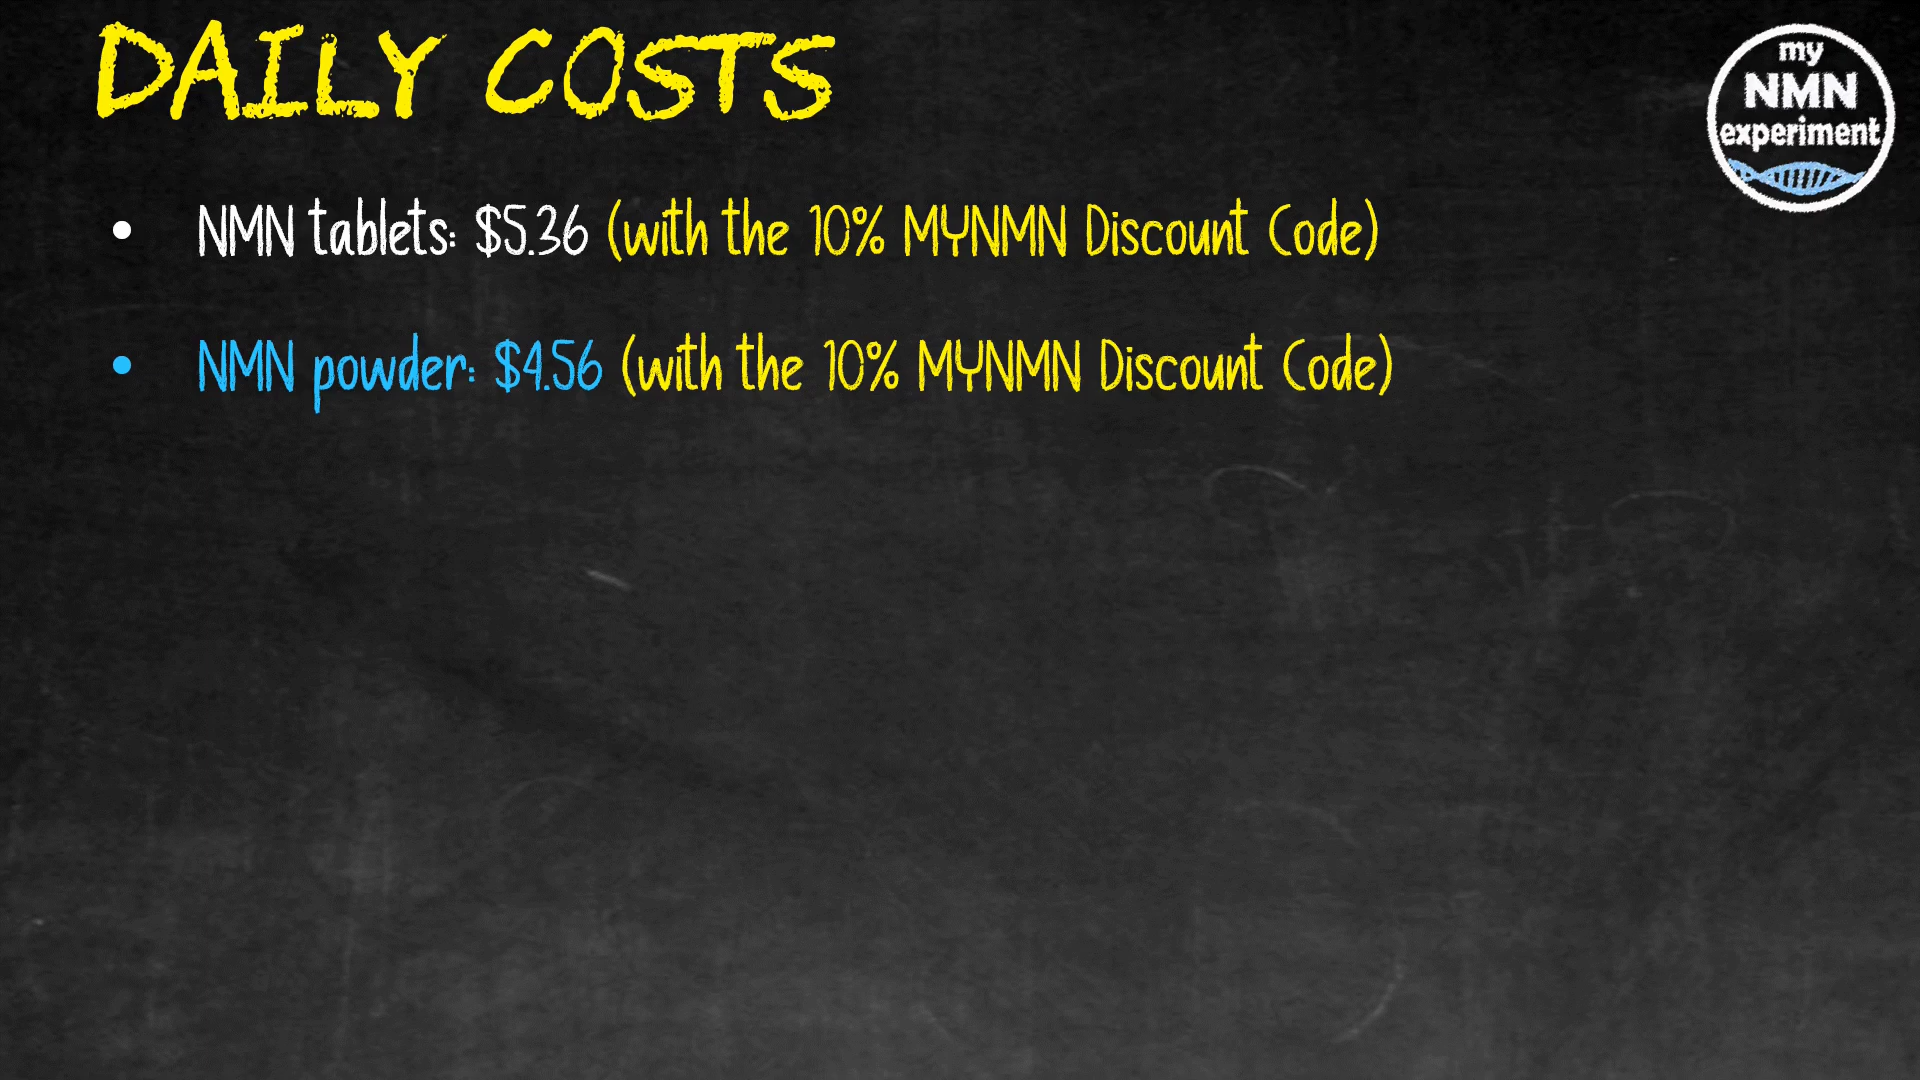 DAILY COSTS
my
NMN
experiment
• NMN tablets: $5.36 (with the 10% MYNMN Discount Code)
• NMN powder: $4.56 (with the 10% MYNMN Discount Code)